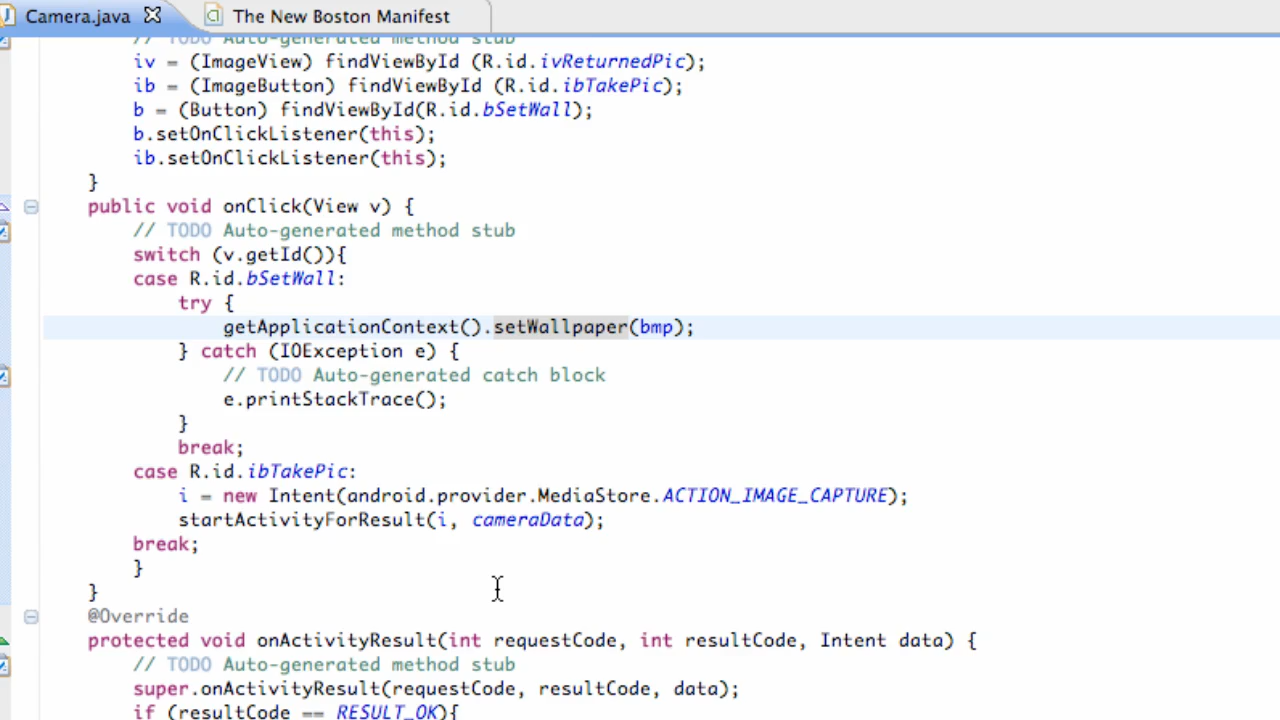 Camera.java
The New Boston Manifest
// TODO Auto-generated method stub
iv = (ImageView) findViewById (R.id.ivReturnedPic);
ib = (ImageButton) findViewById (R.id.ibTakePic);
b = (Button) findViewById(R.id.bSetWall);
b.setOnClickListener(this);
ib.setOnClickListener(this);
}
public void onClick(View v) {
// TODO Auto-generated method stub
switch (v.getId()){
case R.id.bSetWall:
try {
getApplicationContext().setWallpaper(bmp);
} catch (IOException e) {
// TODO Auto-generated catch block
e.printStackTrace();
}
break;
case R.id.ibTakePic:
i = new Intent(android.provider.MediaStore.ACTION_IMAGE_CAPTURE);
startActivityForResult(i, cameraData);
break;
}
}
@Override
protected void onActivityResult(int requestCode, int resultCode, Intent data) {
// TODO Auto-generated method stub
super.onActivityResult(requestCode, resultCode, data);
if (resultCode == RESULT_OK){